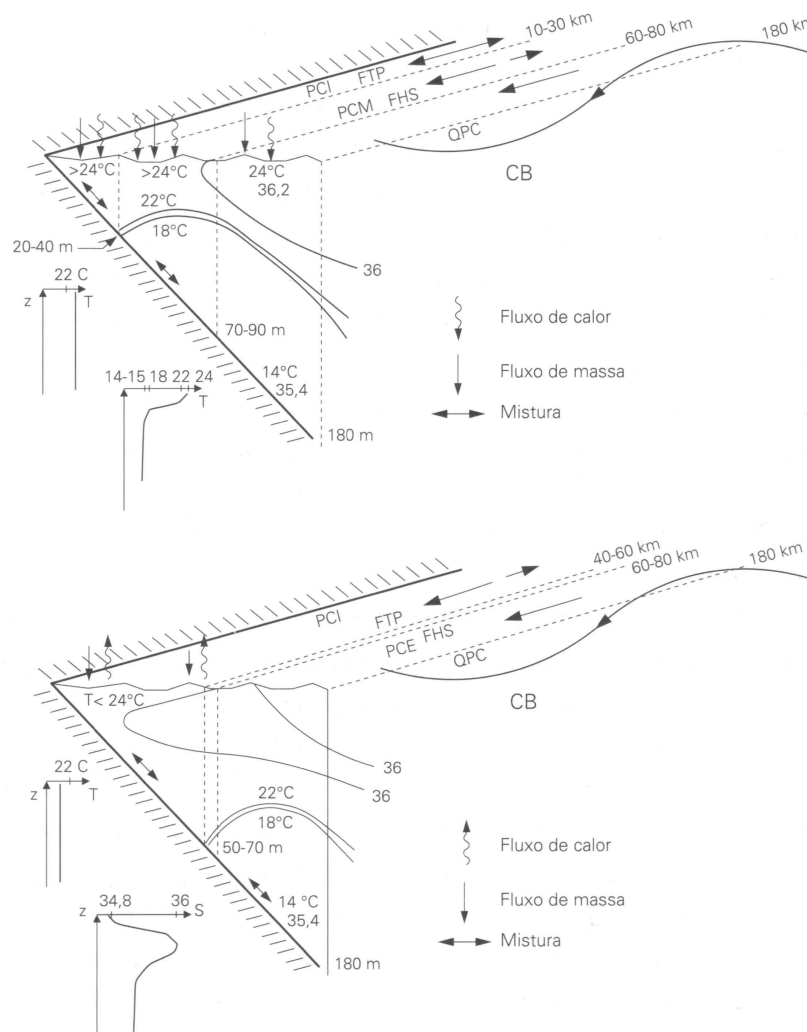 10-30 km
60-80 km
180 km
PCI FTP
PCM FHS
QPC
CB
>24°C >24°C 24°C
36,2
22°C
18°C
20-40 m
36
22 C
z T
70-90 m
14-15 18 22 24
T
14°C
35,4
180 m
Fluxo de calor
Fluxo de massa
Mistura
40-60 km
60-80 km
180 km
PCI FTP
PCE FHS
QPC
CB
T< 24°C
36
36
22 C
z T
22°C
18°C
50-70 m
34,8 36
z S
14 °C
35,4
180 m
Fluxo de calor
Fluxo de massa
Mistura